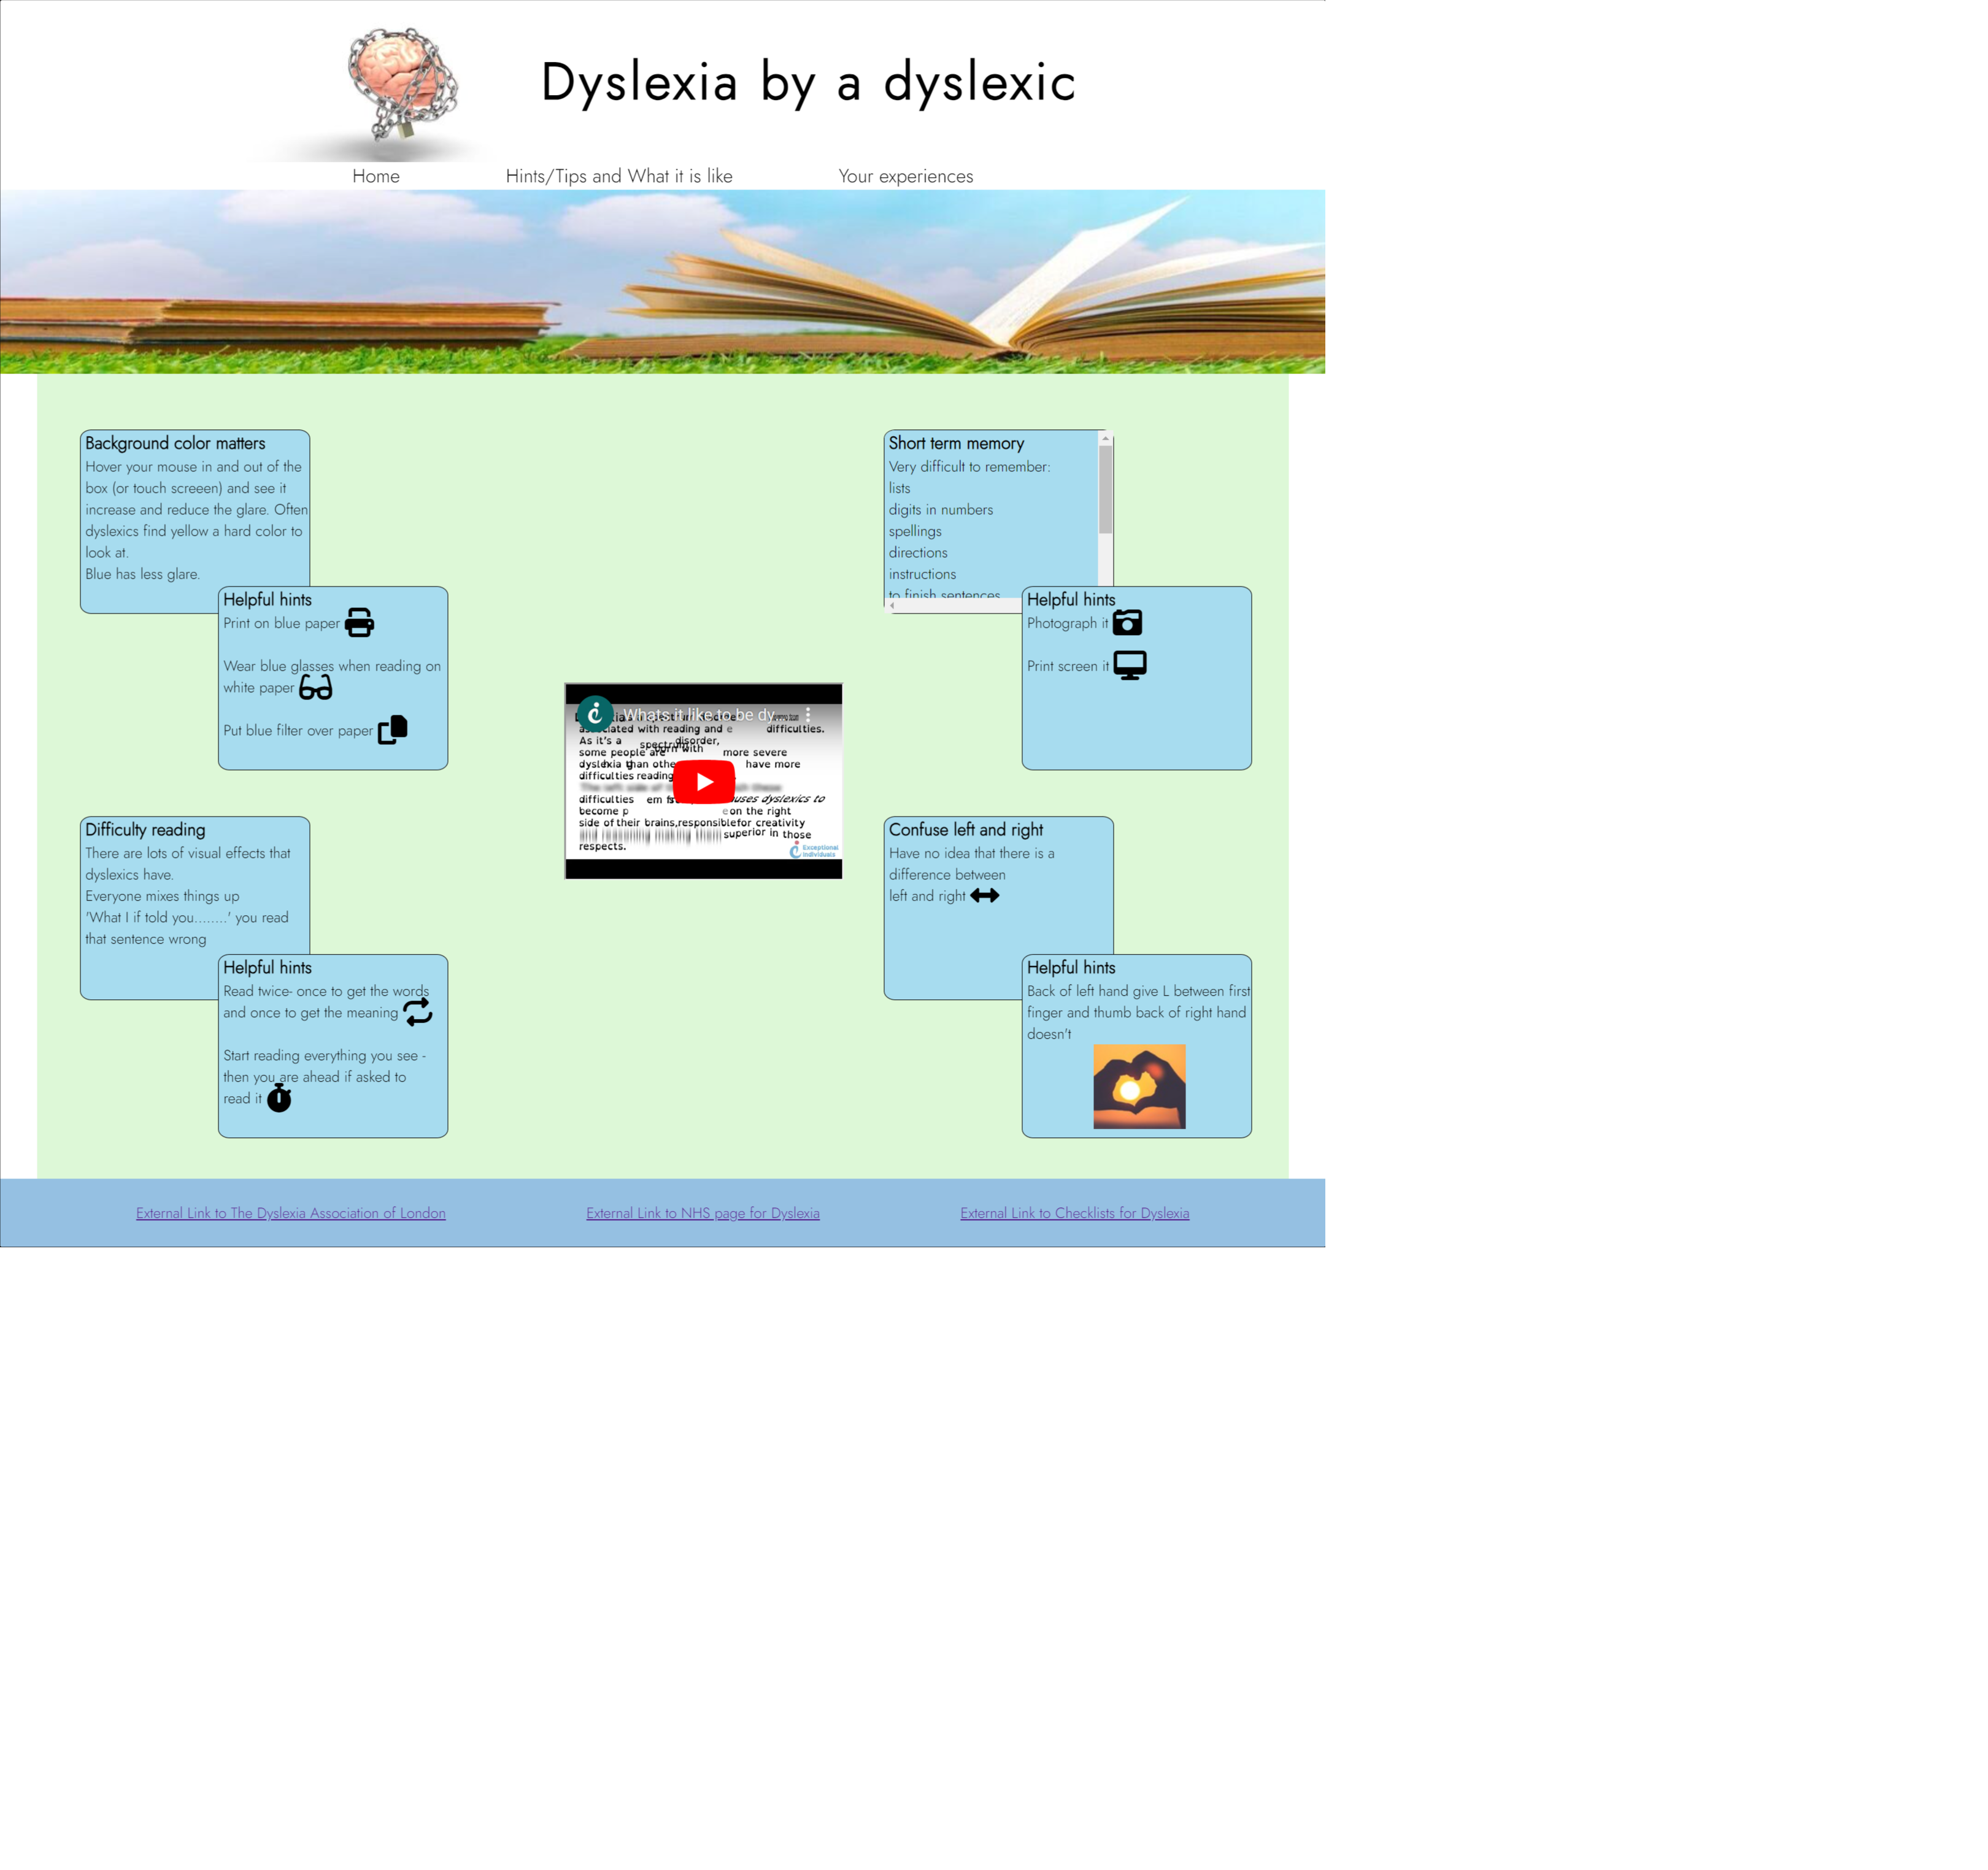 Dyslexia by a dyslexic
Home
Hints/Tips and What it is like
Your experiences
Background color matters
Hover your mouse in and out of the
box (or touch screeen) and see it
increase and reduce the glare. Often
dyslexics find yellow a hard color to
look at.
Blue has less glare.
Helpful hints
Print on blue paper
Wear blue glasses when reading on
white paper
Put blue filter over paper
Short term memory
Very difficult to remember:
lists
digits in numbers
spellings
directions
instructions
to finish sentences
Helpful hints
Photograph it
Print screen it
Whats it like to be dy...
associated with reading and e difficulties.
As it's a spectrum disorder,
some people are born with more severe
dyslexia than othe have more
difficulties reading
difficulties em uses dyslexics to
become p e on the right
side of their brains,responsiblefor creativity
superior in those
respects.
Exceptional
Individuals
Difficulty reading
There are lots of visual effects that
dyslexics have.
Everyone mixes things up
'What I if told you........' you read
that sentence wrong
Helpful hints
Read twice- once to get the words
and once to get the meaning
Start reading everything you see -
then you are ahead if asked to
read it
Confuse left and right
Have no idea that there is a
difference between
left and right
Helpful hints
Back of left hand give L between first
finger and thumb back of right hand
doesn't
External Link to The Dyslexia Association of London
External Link to NHS page for Dyslexia
External Link to Checklists for Dyslexia